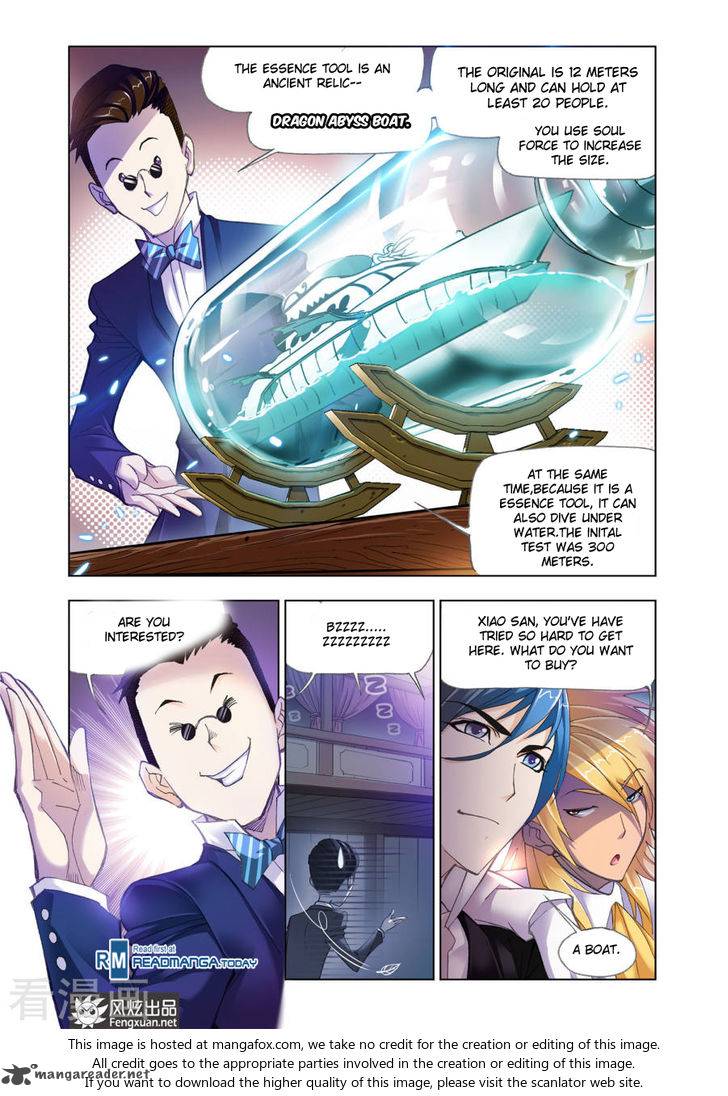 THE ESSENCE TOOL IS AN
ANCIENT RELIC--
DRAGON ABYSS BOAT.
THE ORIGINAL IS 12 METERS
LONG AND CAN HOLD AT
LEAST 20 PEOPLE.
YOU USE SOUL
FORCE TO INCREASE
THE SIZE.
AT THE SAME
TIME,BECAUSE IT IS A
ESSENCE TOOL, IT CAN
ALSO DIVE UNDER
WATER.THE INITAL
TEST WAS 300
METERS.
ARE YOU
INTERESTED?
BZZZZ.....
ZZZZZZZZZ
Z
Z
Z
XIAO SAN, YOU'VE HAVE
TRIED SO HARD TO GET
HERE. WHAT DO YOU WANT
TO BUY?
A BOAT.
RM Read first at
READMANGA.TODAY
看漫画
风炫出品
Fengxuan.net
This image is hosted at mangafox.com, we take no credit for the creation or editing of this image.
All credit goes to the appropriate parties involved in the creation or editing of this image.
If you want to download the higher quality of this image, please visit the scanlator web site.
mangareader.net